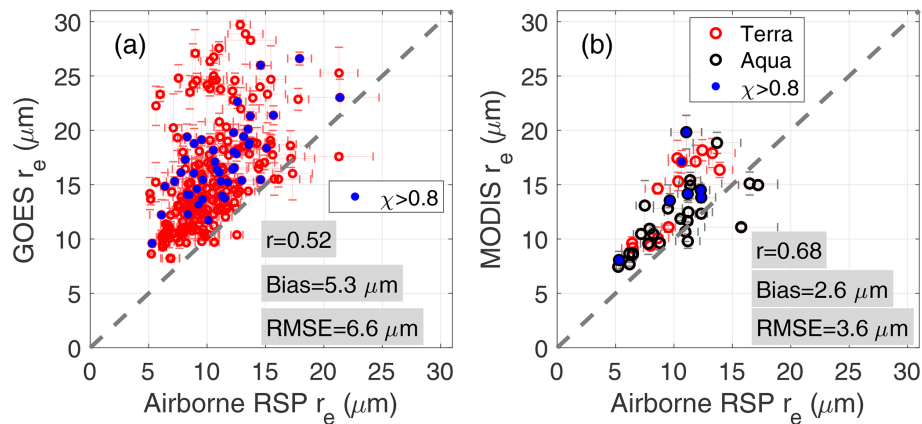 (a)
30
25
20
15
10
5
0
GOES r_e (μm)
χ>0.8
r=0.52
Bias=5.3 μm
RMSE=6.6 μm
0 5 10 15 20 25 30
Airborne RSP r_e (μm)
(b)
Terra
Aqua
χ>0.8
30
25
20
15
10
5
0
MODIS r_e (μm)
r=0.68
Bias=2.6 μm
RMSE=3.6 μm
0 5 10 15 20 25 30
Airborne RSP r_e (μm)